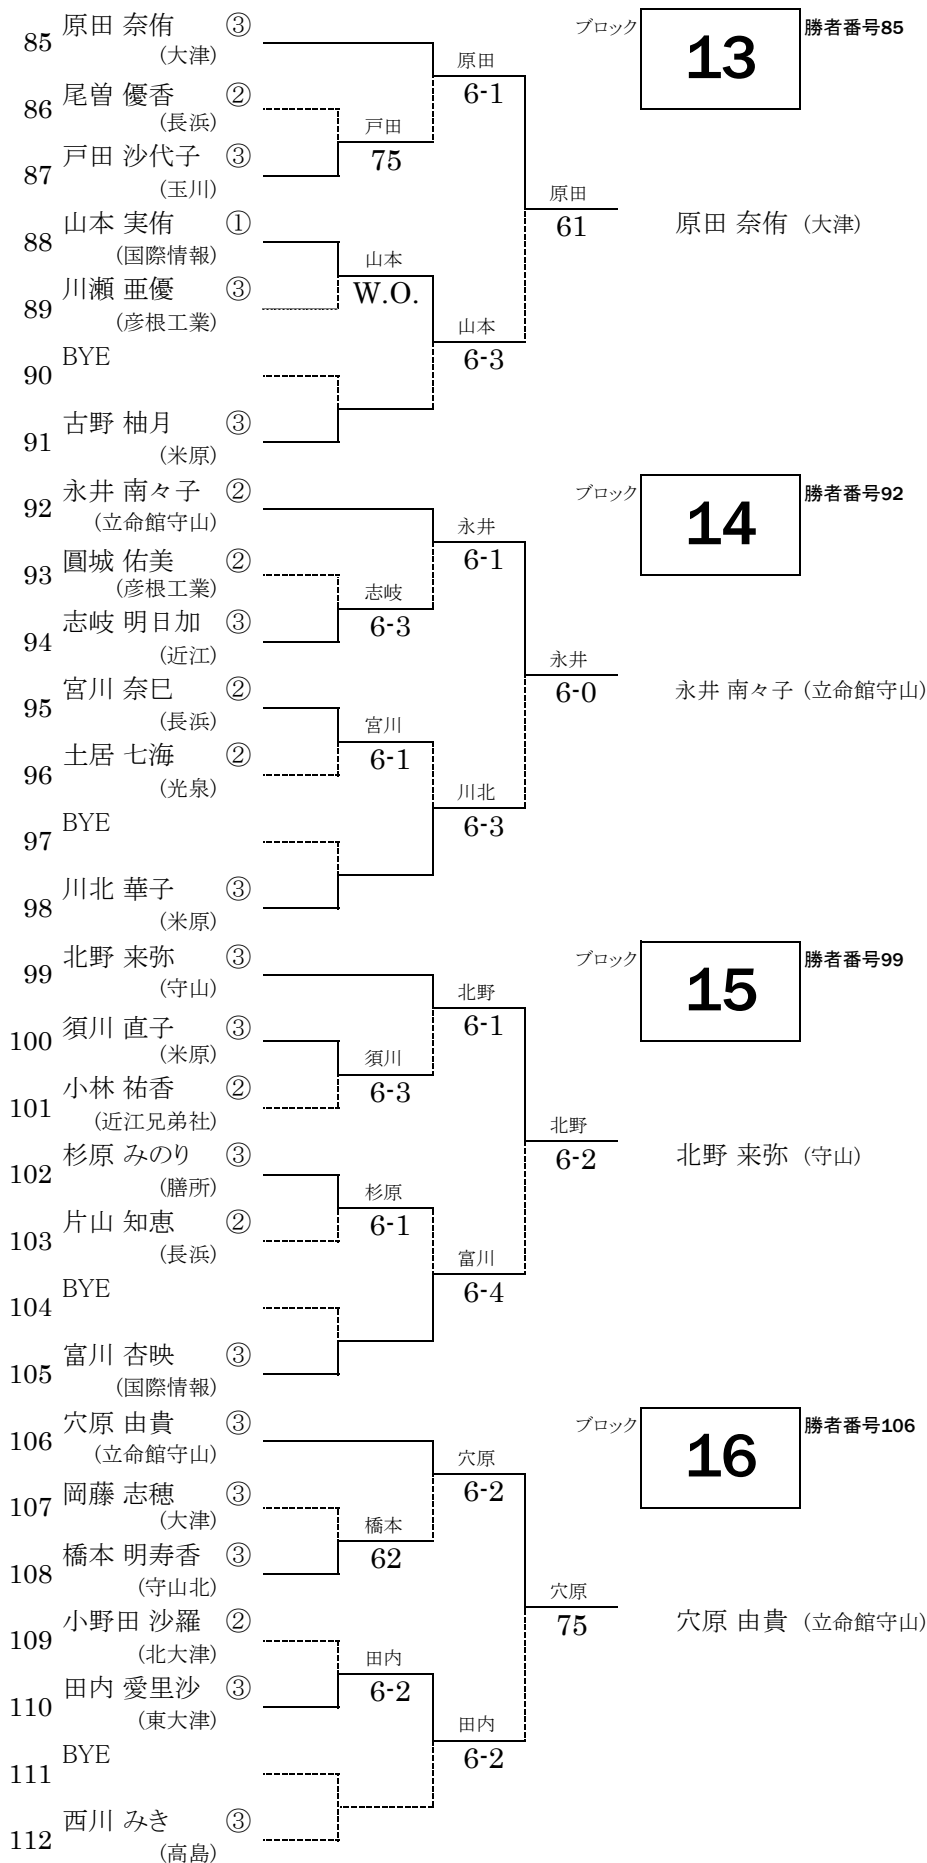 85 原田 奈侑 ③
(大津)
86 尾曽 優香 ②
(長浜)
87 戸田 沙代子 ③
(玉川)
88 山本 実侑 ①
(国際情報)
89 川瀬 亜優 ③
(彦根工業)
90 BYE
91 古野 柚月 ③
(米原)
原田
6-1
戸田
75
山本
W.O.
山本
6-3
原田
61
ブロック 13 勝者番号85
原田 奈侑 (大津)
92 永井 南々子 ②
(立命館守山)
93 圓城 佑美 ②
(彦根工業)
94 志岐 明日加 ③
(近江)
95 宮川 奈巳 ②
(長浜)
96 土居 七海 ②
(光泉)
97 BYE
98 川北 華子 ③
(米原)
永井
6-1
志岐
6-3
宮川
6-1
川北
6-3
永井
6-0
ブロック 14 勝者番号92
永井 南々子 (立命館守山)
99 北野 来弥 ③
(守山)
100 須川 直子 ③
(米原)
101 小林 祐香 ②
(近江兄弟社)
102 杉原 みのり ③
(膳所)
103 片山 知恵 ②
(長浜)
104 BYE
105 富川 杏映 ③
(国際情報)
北野
6-1
須川
6-3
杉原
6-1
富川
6-4
北野
6-2
ブロック 15 勝者番号99
北野 来弥 (守山)
106 穴原 由貴 ③
(立命館守山)
107 岡藤 志穂 ③
(大津)
108 橋本 明寿香 ③
(守山北)
109 小野田 沙羅 ②
(北大津)
110 田内 愛里沙 ③
(東大津)
111 BYE
112 西川 みき ③
(高島)
穴原
6-2
橋本
62
田内
6-2
田内
6-2
穴原
75
ブロック 16 勝者番号106
穴原 由貴 (立命館守山)